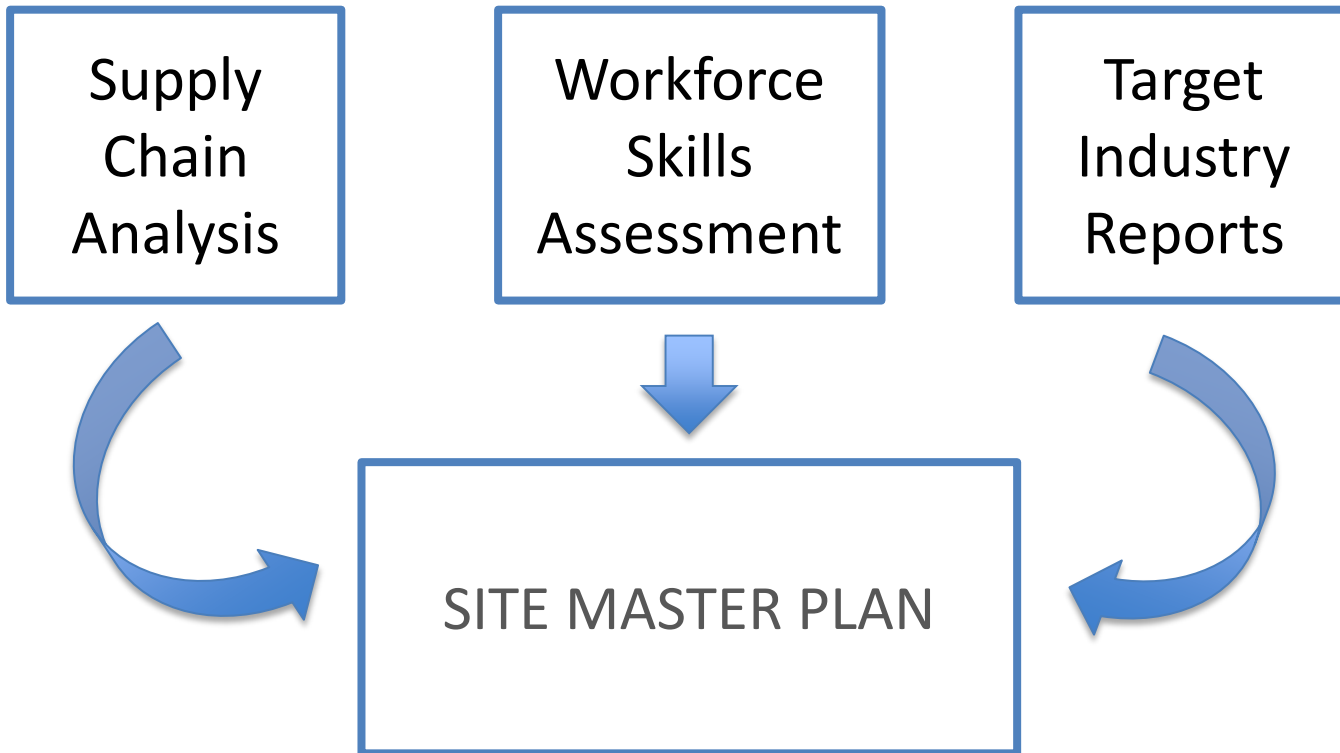 Supply
Chain
Analysis
Workforce
Skills
Assessment
Target
Industry
Reports
SITE MASTER PLAN